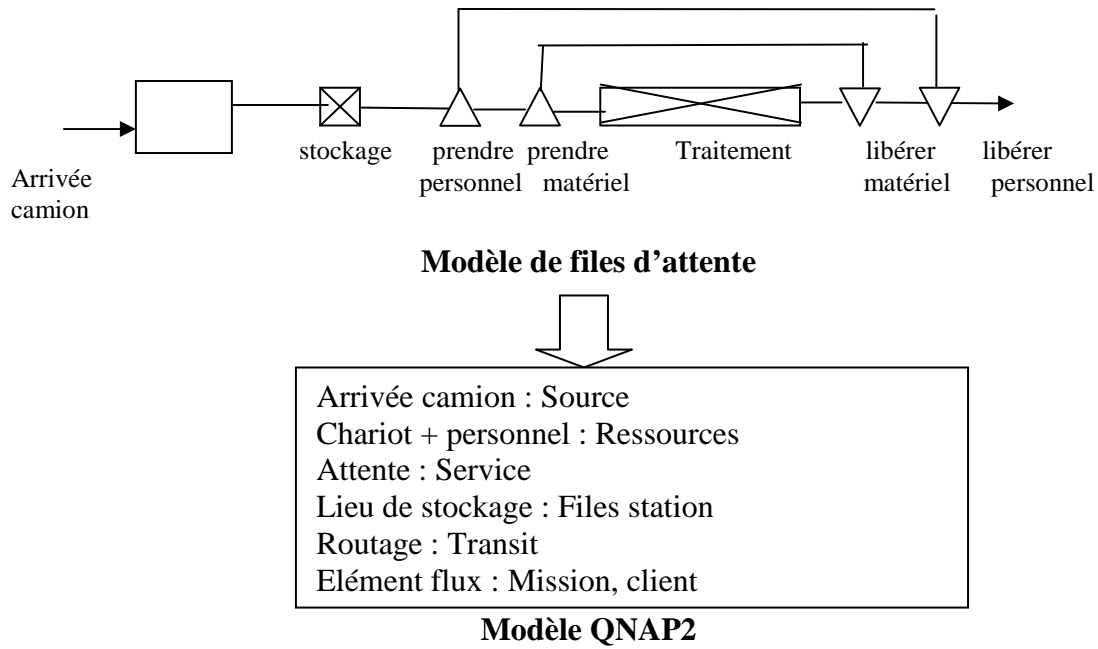 stockage prendre prendre Traitement libérer libérer
personnel matériel matériel personnel
Arrivée
camion
Modèle de files d'attente
Arrivée camion : Source
Chariot + personnel : Ressources
Attente : Service
Lieu de stockage : Files station
Routage : Transit
Elément flux : Mission, client
Modèle QNAP2